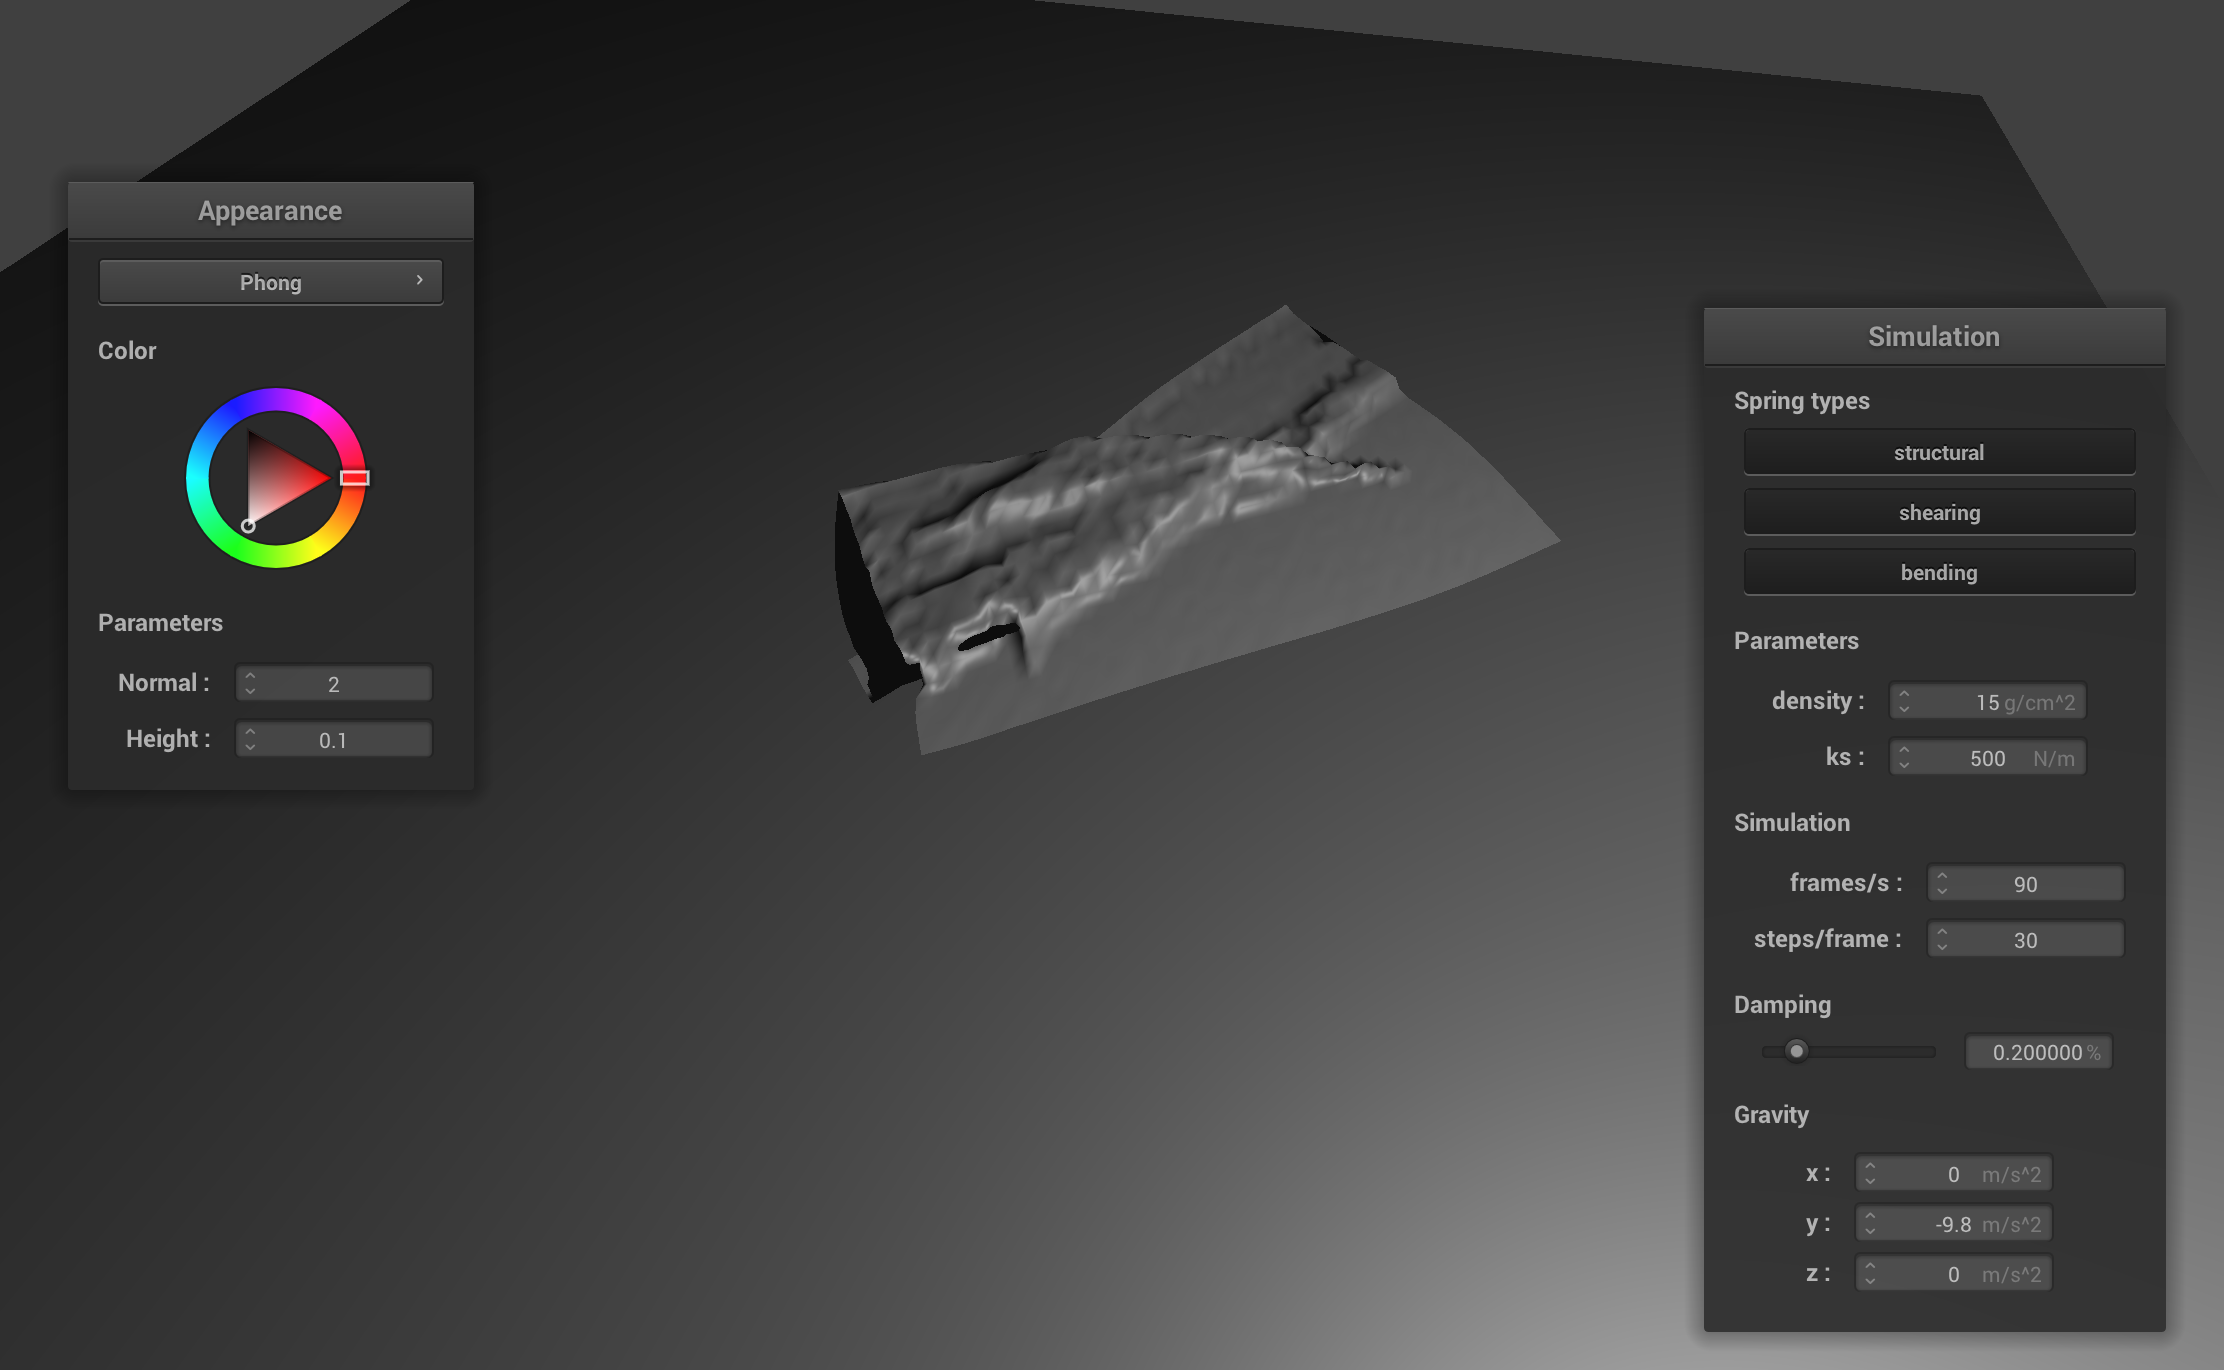 Appearance
Phong
Color
Parameters
Normal : 2
Height : 0.1
Simulation
Spring types
structural
shearing
bending
Parameters
density : 15 g/cm^2
ks : 500 N/m
Simulation
frames/s : 90
steps/frame : 30
Damping
0.200000 %
Gravity
x : 0 m/s^2
y : -9.8 m/s^2
z : 0 m/s^2